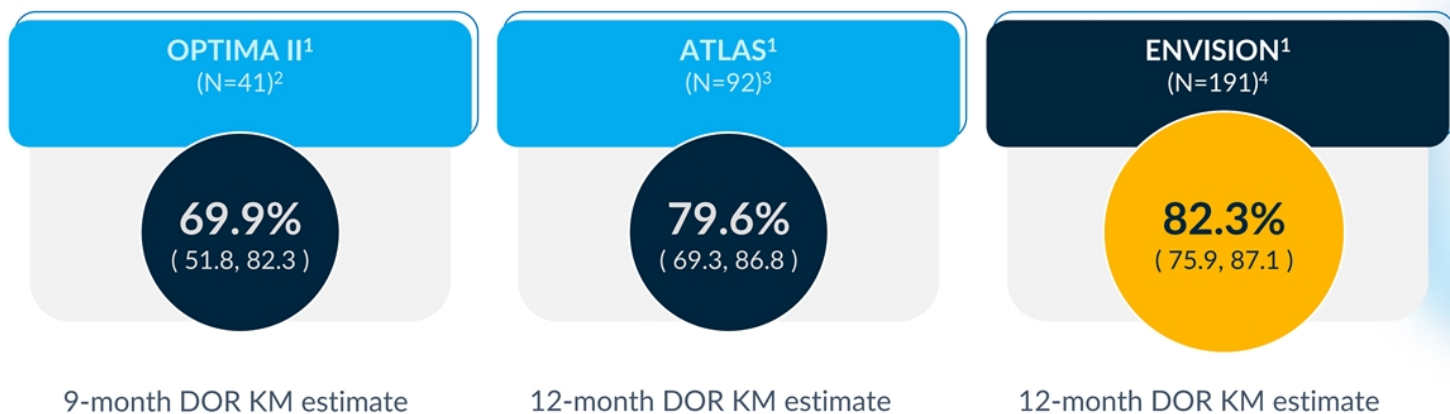 OPTIMA II¹
(N=41)²
69.9%
( 51.8, 82.3 )
9-month DOR KM estimate
ATLAS¹
(N=92)³
79.6%
( 69.3, 86.8 )
12-month DOR KM estimate
ENVISION¹
(N=191)⁴
82.3%
( 75.9, 87.1 )
12-month DOR KM estimate